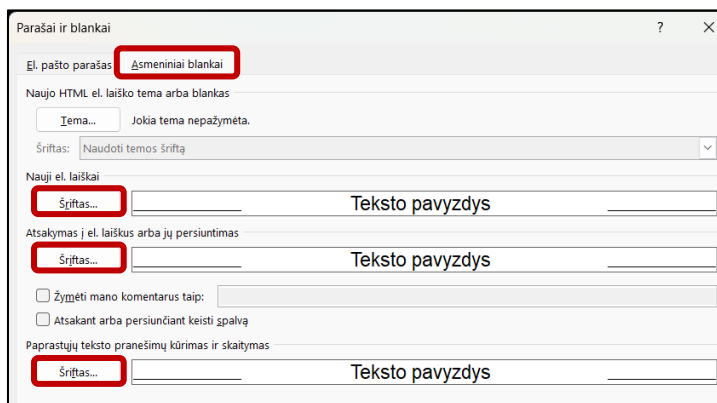 Parašai ir blankai ? ×
El. pašto parašas Asmeniniai blankai
Naujo HTML el. laiško tema arba blankas
Tema... Jokia tema nepažymėta.
Šriftas: Naudoti temos šriftą
Nauji el. laiškai
Šriftas... Teksto pavyzdys
Atsakymas į el. laiškus arba jų persiuntimas
Šriftas... Teksto pavyzdys
Žymėti mano komentarus taip:
Atsakant arba persiunčiant keisti spalvą
Paprastųjų teksto pranešimų kūrimas ir skaitymas
Šriftas... Teksto pavyzdys